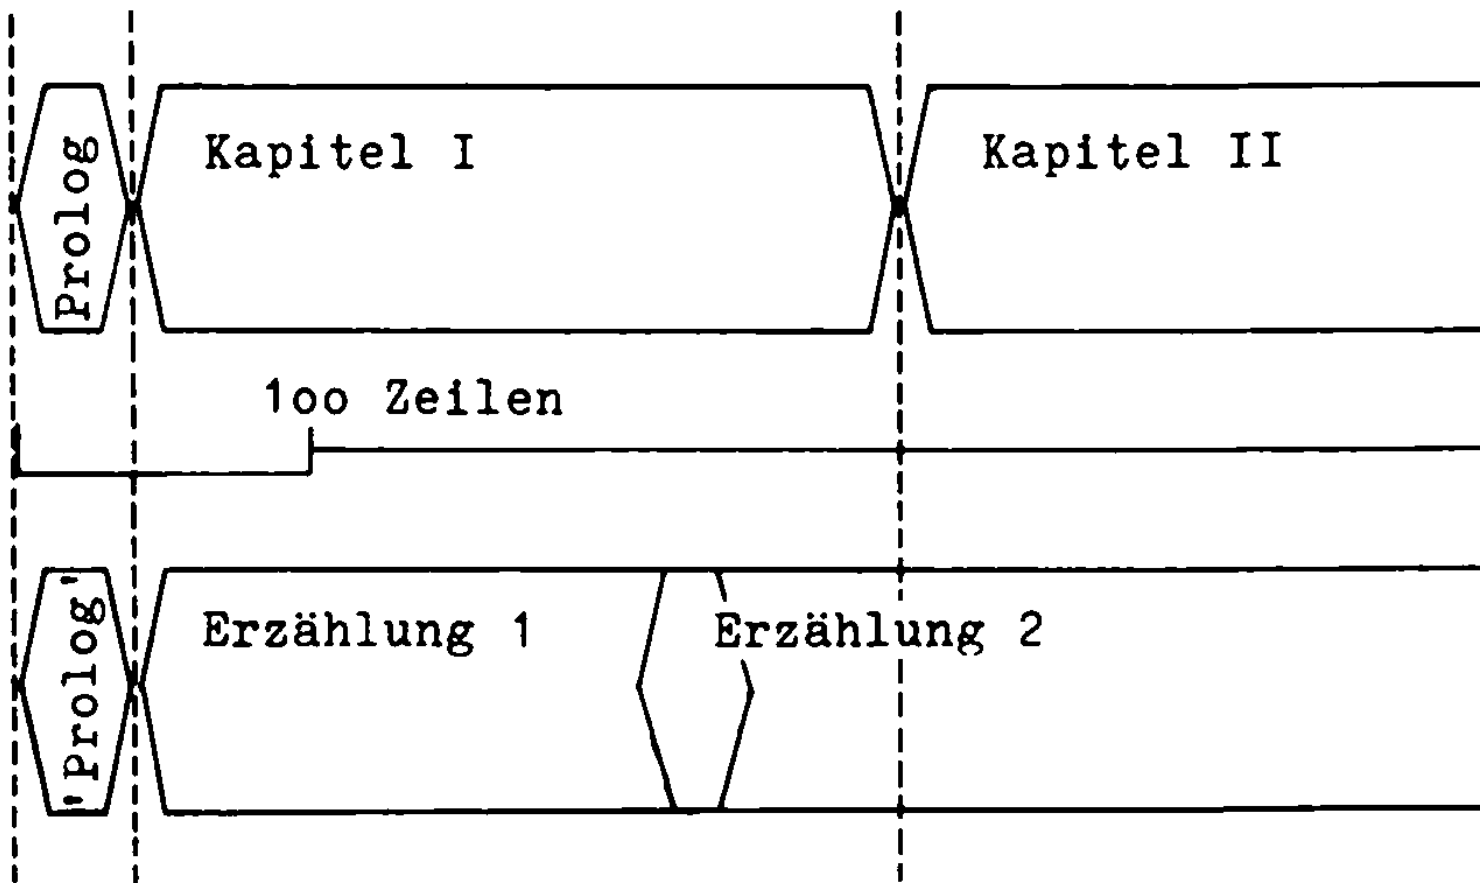 Prolog
Kapitel I
Kapitel II
1oo Zeilen
'Prolog'
Erzählung 1
Erzählung 2